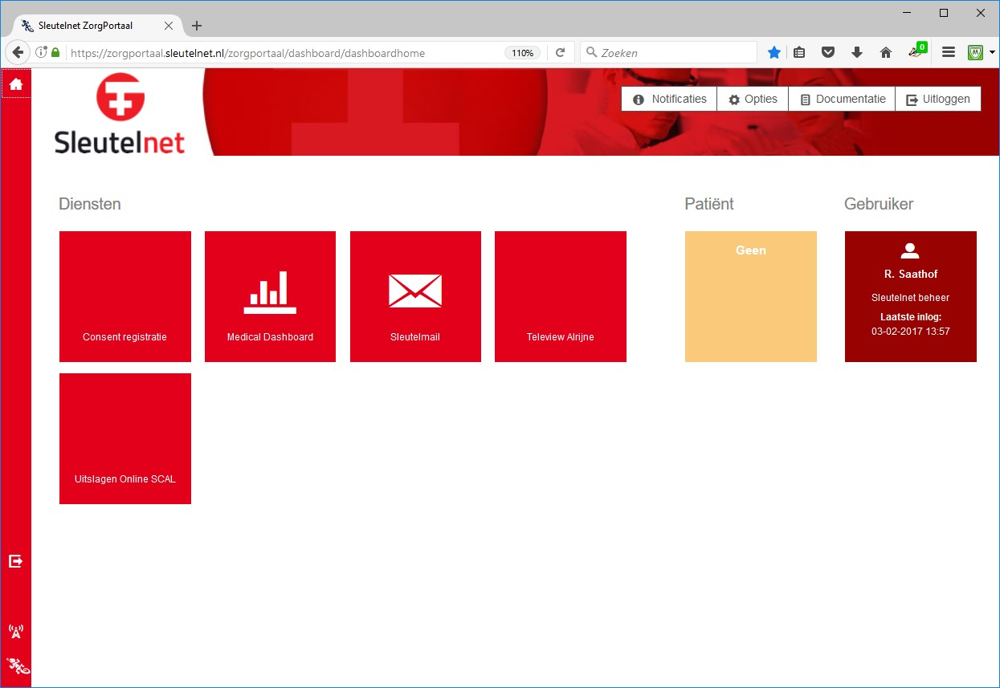 Sleutelnet ZorgPortaal
https://zorgportaal.sleutelnet.nl/zorgportaal/dashboard/dashboardhome
110%
Zoeken
0
Sleutelnet
Notificaties
Opties
Documentatie
Uitloggen
Diensten
Patiënt
Gebruiker
Consent registratie
Medical Dashboard
Sleutelmail
Teleview Alrijne
Geen
R. Saathof
Sleutelnet beheer
Laatste inlog:
03-02-2017 13:57
Uitslagen Online SCAL